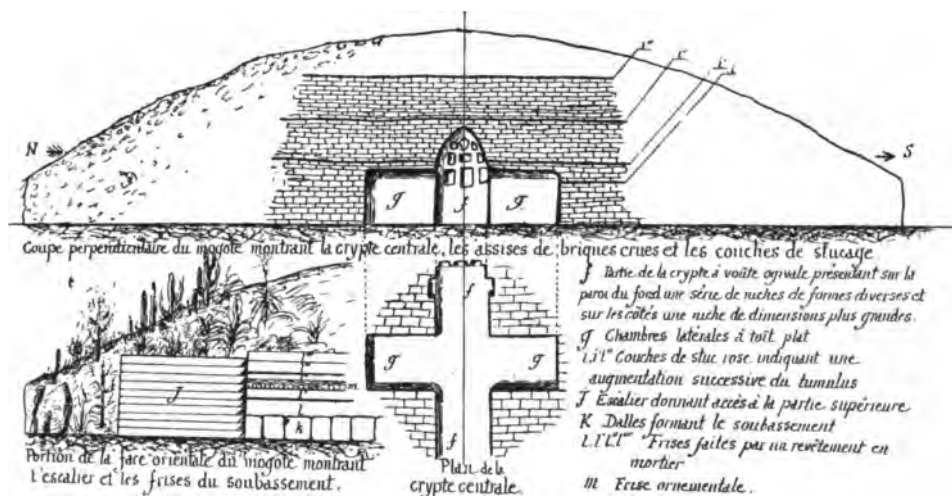 N
S
i'''
i''
i'
i
g
f
g
Coupe perpendiculaire du mogote montrant la crypte centrale, les assises de briques crues et les couches de stucage
f Partie de la crypte à voûte ogivale présentant sur la
paroi du fond une série de niches de formes diverses et
sur les côtés une niche de dimensions plus grandes.
g Chambres latérales à toit plat
i,i'i'' Couches de stuc rose indiquant une
augmentation successive du tumulus
J Escalier donnant accès à la partie supérieure
K Dalles formant le soubassement
l.l'l''l''' Frises faites par un revêtement en
mortier
m Frise ornementale.
J
m
l
k
f
g
g
f
Portion de la face orientale du mogote montrant
l'escalier et les frises du soubassement.
Plan de la
crypte centrale.